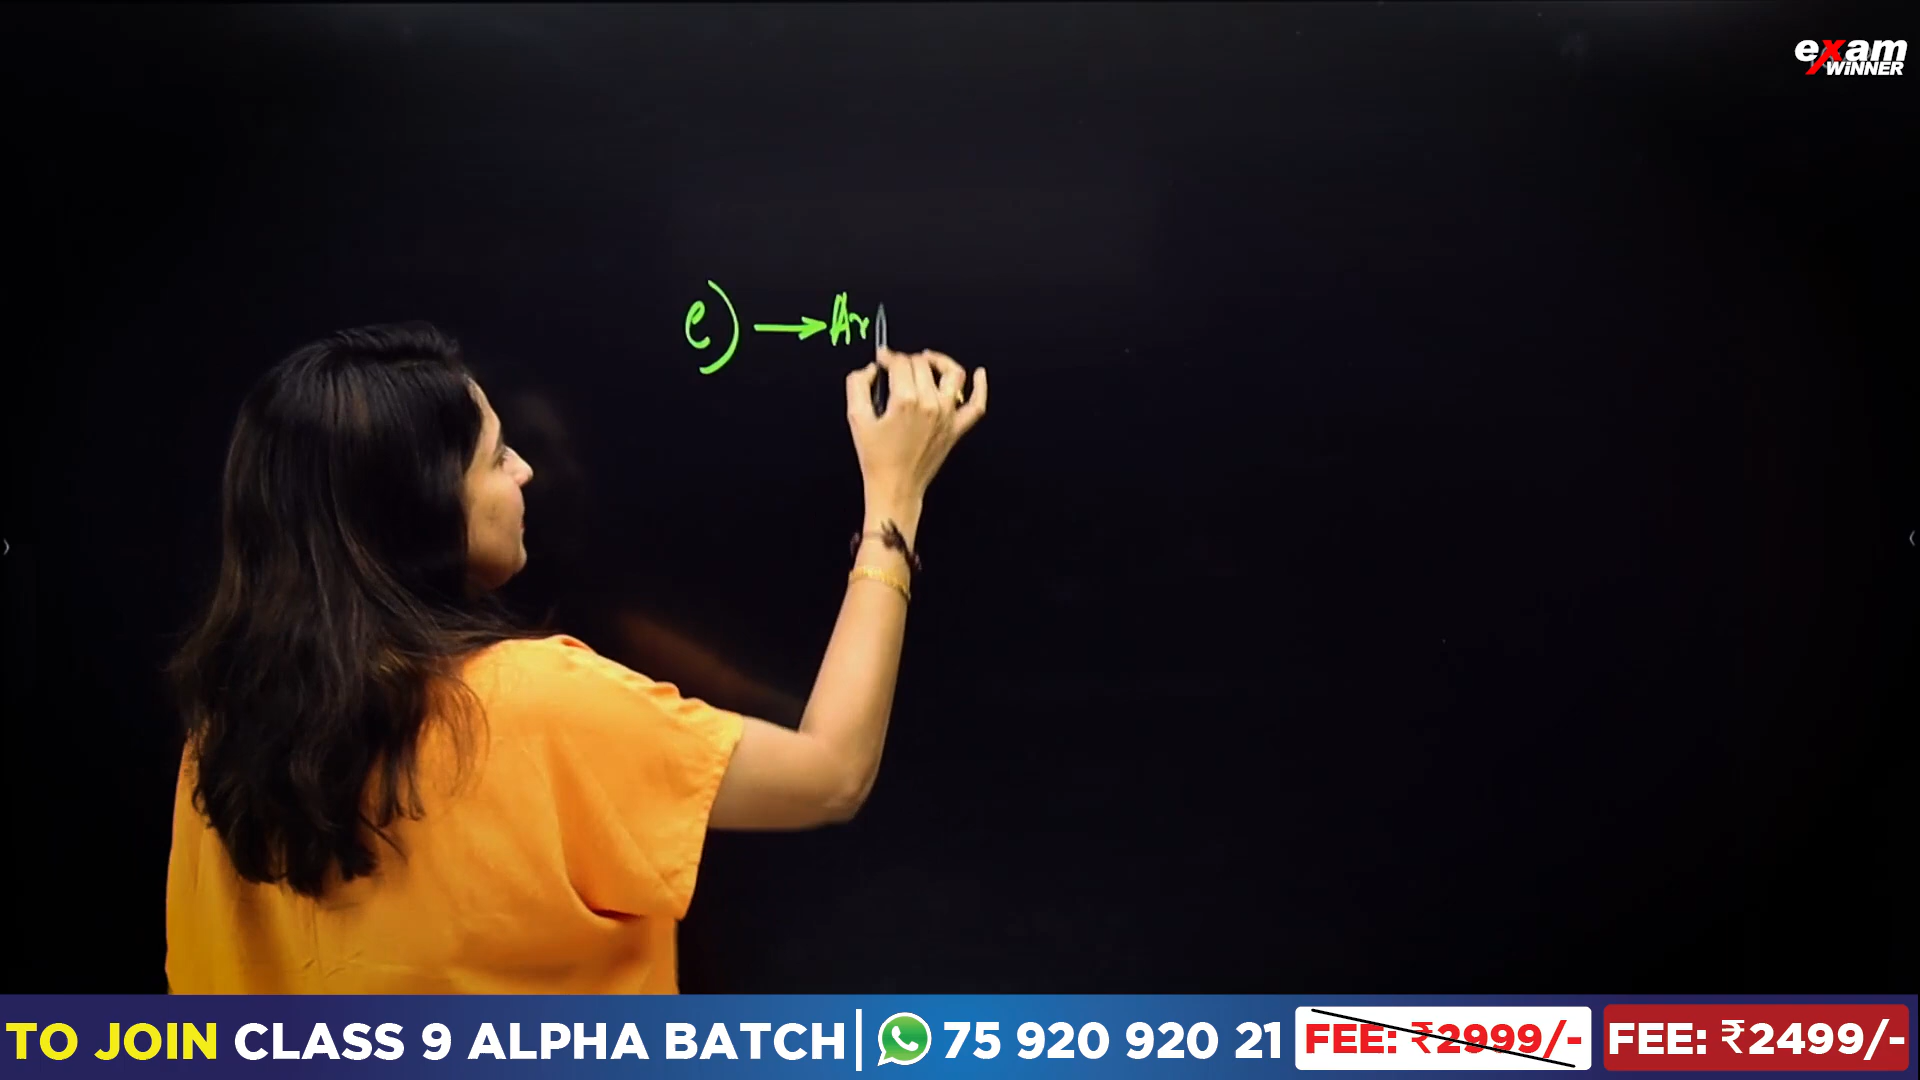 exam
WiNNER
e) → Ar
TO JOIN CLASS 9 ALPHA BATCH | 75 920 920 21 FEE: ₹2999/- FEE: ₹2499/-